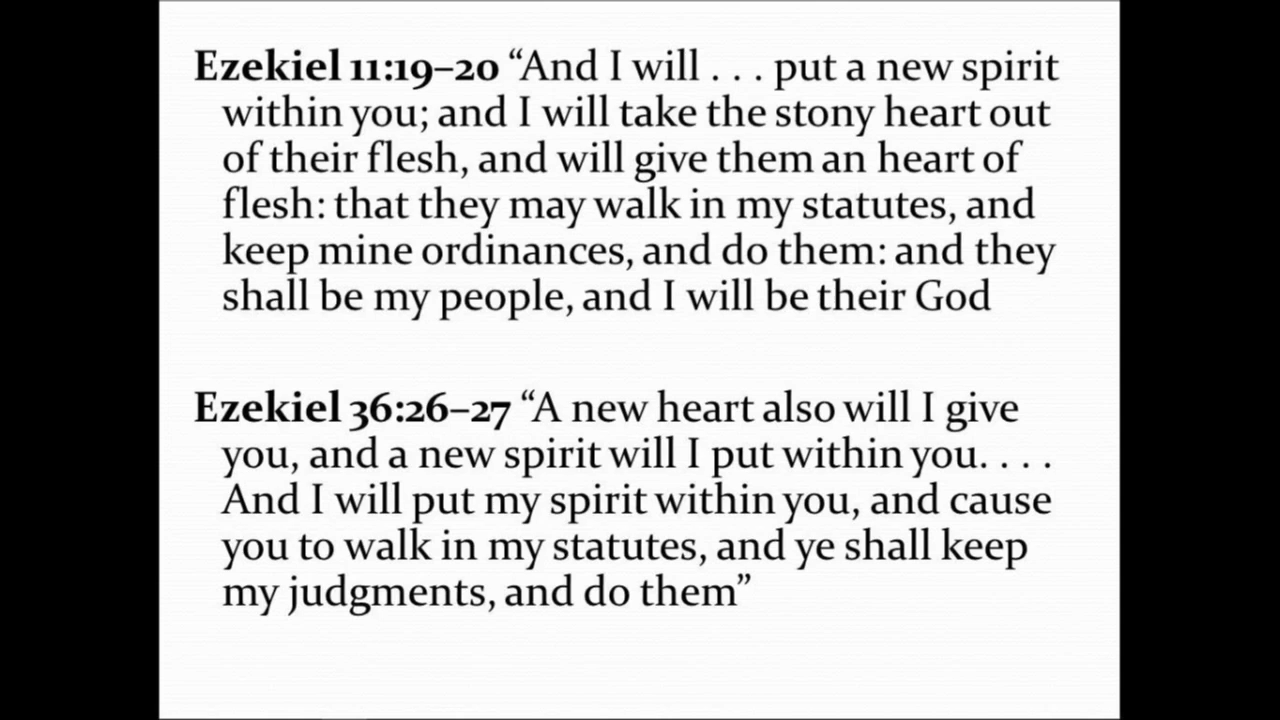 Ezekiel 11:19–20 “And I will . . . put a new spirit
within you; and I will take the stony heart out
of their flesh, and will give them an heart of
flesh: that they may walk in my statutes, and
keep mine ordinances, and do them: and they
shall be my people, and I will be their God
Ezekiel 36:26–27 “A new heart also will I give
you, and a new spirit will I put within you. . . .
And I will put my spirit within you, and cause
you to walk in my statutes, and ye shall keep
my judgments, and do them”